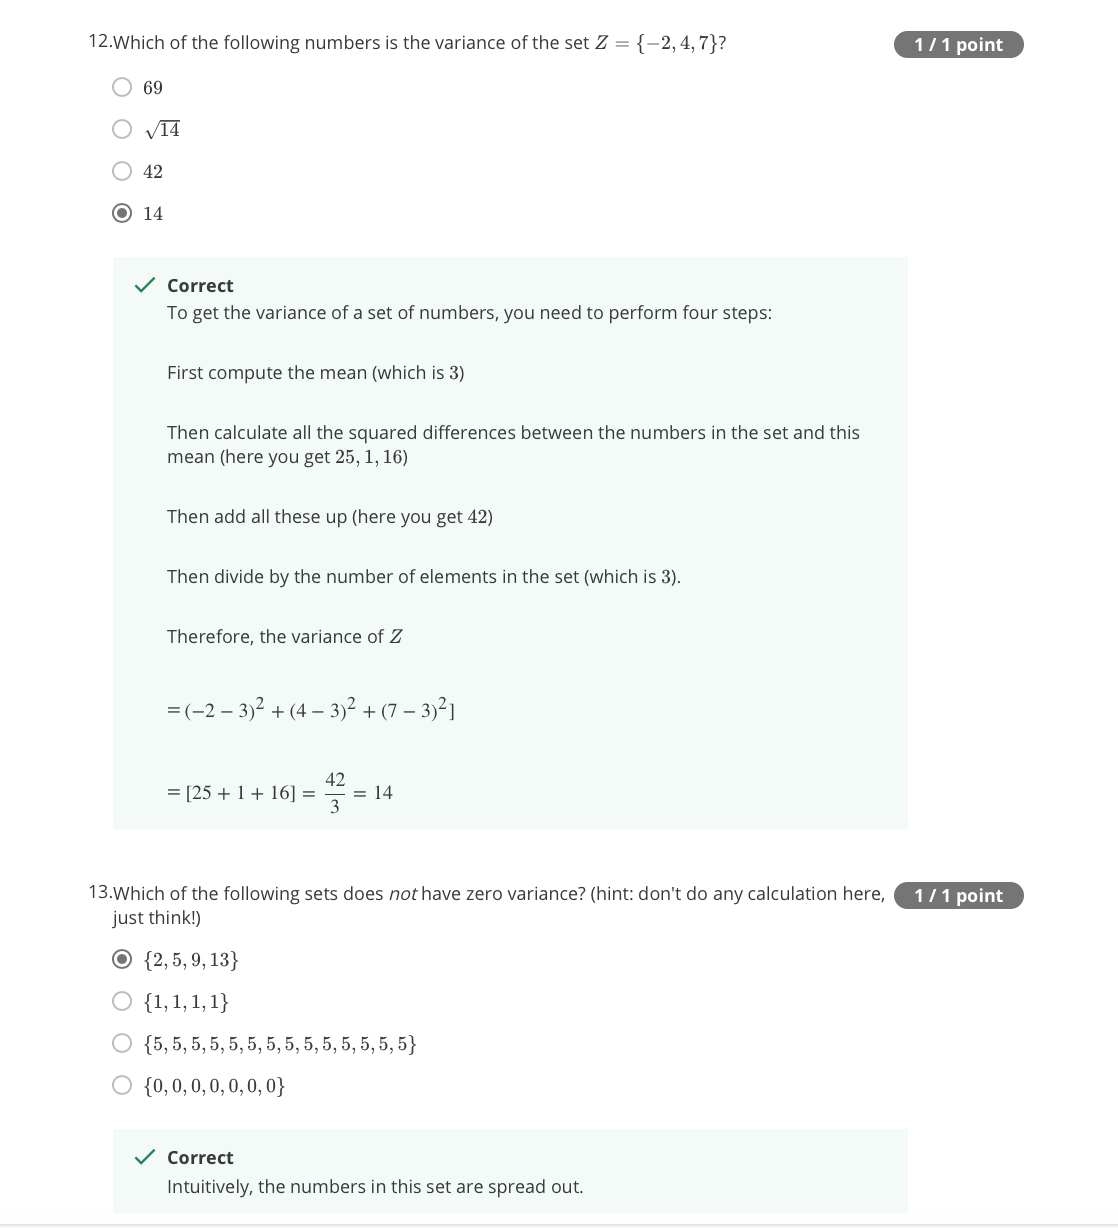 12.Which of the following numbers is the variance of the set Z = {−2, 4, 7}?
1 / 1 point
69
√14
42
14
Correct
To get the variance of a set of numbers, you need to perform four steps:
First compute the mean (which is 3)
Then calculate all the squared differences between the numbers in the set and this
mean (here you get 25, 1, 16)
Then add all these up (here you get 42)
Then divide by the number of elements in the set (which is 3).
Therefore, the variance of Z
= (−2 − 3)² + (4 − 3)² + (7 − 3)²]
= [25 + 1 + 16] = 42/3 = 14
13.Which of the following sets does not have zero variance? (hint: don't do any calculation here,
just think!)
1 / 1 point
{2, 5, 9, 13}
{1, 1, 1, 1}
{5, 5, 5, 5, 5, 5, 5, 5, 5, 5, 5, 5, 5, 5}
{0, 0, 0, 0, 0, 0, 0}
Correct
Intuitively, the numbers in this set are spread out.